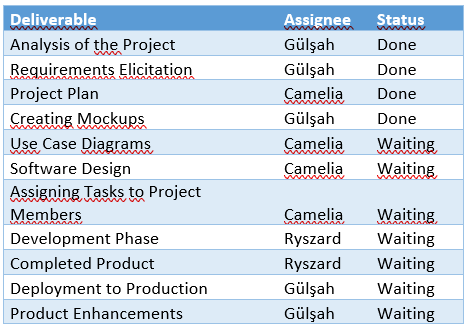 Deliverable Assignee Status
Analysis of the Project Gülşah Done
Requirements Elicitation Gülşah Done
Project Plan Camelia Done
Creating Mockups Gülşah Done
Use Case Diagrams Camelia Waiting
Software Design Camelia Waiting
Assigning Tasks to Project
Members Camelia Waiting
Development Phase Ryszard Waiting
Completed Product Ryszard Waiting
Deployment to Production Gülşah Waiting
Product Enhancements Gülşah Waiting